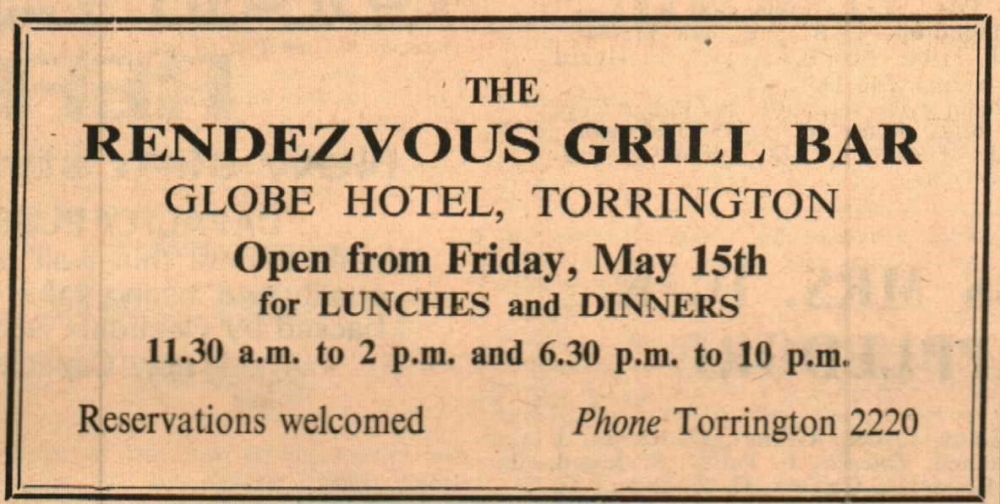 THE
RENDEZVOUS GRILL BAR
GLOBE HOTEL, TORRINGTON
Open from Friday, May 15th
for LUNCHES and DINNERS
11.30 a.m. to 2 p.m. and 6.30 p.m. to 10 p.m.
Reservations welcomed Phone Torrington 2220